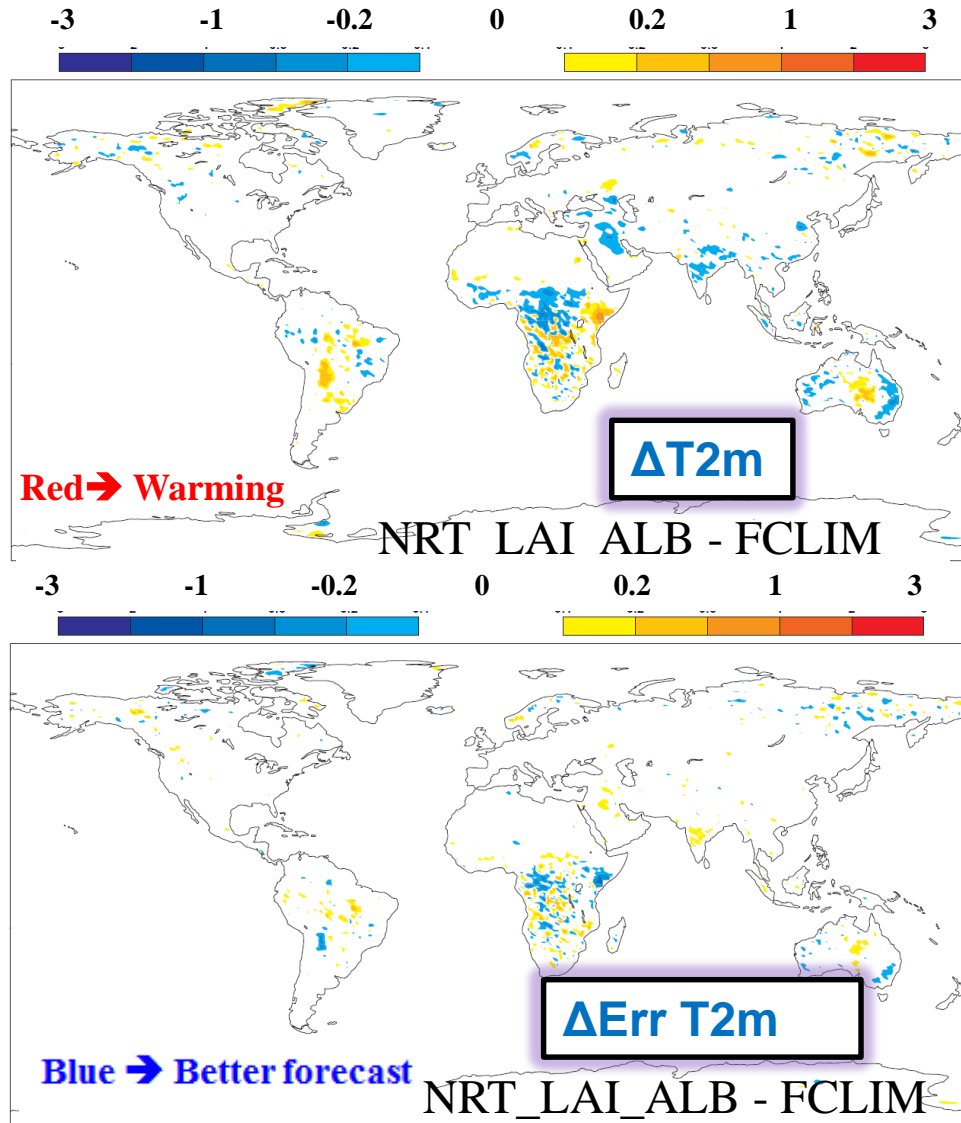 -3 -1 -0.2 0 0.2 1 3
ΔT2m
Red➔ Warming
NRT LAI ALB - FCLIM
-3 -1 -0.2 0 0.2 1 3
ΔErr T2m
Blue ➔ Better forecast
NRT_LAI_ALB - FCLIM